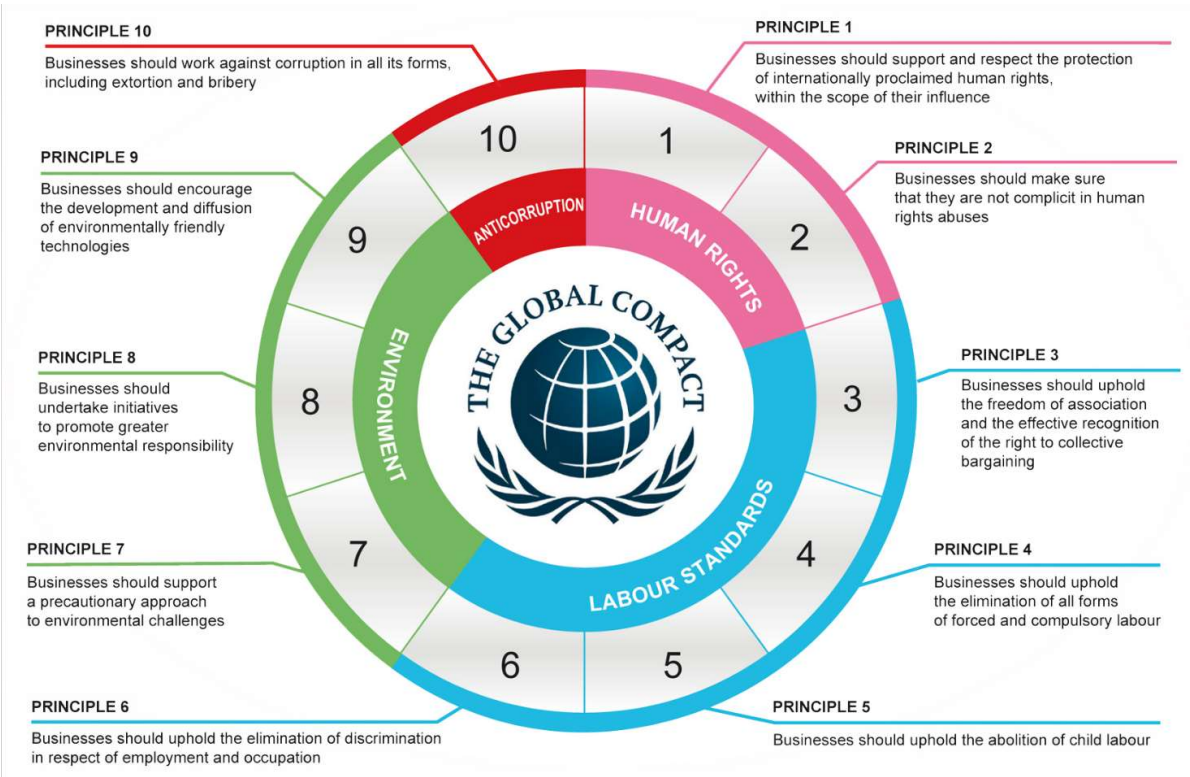 PRINCIPLE 10
Businesses should work against corruption in all its forms,
including extortion and bribery
PRINCIPLE 1
Businesses should support and respect the protection
of internationally proclaimed human rights,
within the scope of their influence
PRINCIPLE 9
Businesses should encourage
the development and diffusion
of environmentally friendly
technologies
PRINCIPLE 2
Businesses should make sure
that they are not complicit in human
rights abuses
PRINCIPLE 8
Businesses should
undertake initiatives
to promote greater
environmental responsibility
PRINCIPLE 3
Businesses should uphold
the freedom of association
and the effective recognition
of the right to collective
bargaining
PRINCIPLE 7
Businesses should support
a precautionary approach
to environmental challenges
PRINCIPLE 4
Businesses should uphold
the elimination of all forms
of forced and compulsory labour
PRINCIPLE 6
Businesses should uphold the elimination of discrimination
in respect of employment and occupation
PRINCIPLE 5
Businesses should uphold the abolition of child labour
10
1
9
2
8
3
7
4
6
5
ANTICORRUPTION
HUMAN RIGHTS
ENVIRONMENT
LABOUR STANDARDS
THE GLOBAL COMPACT